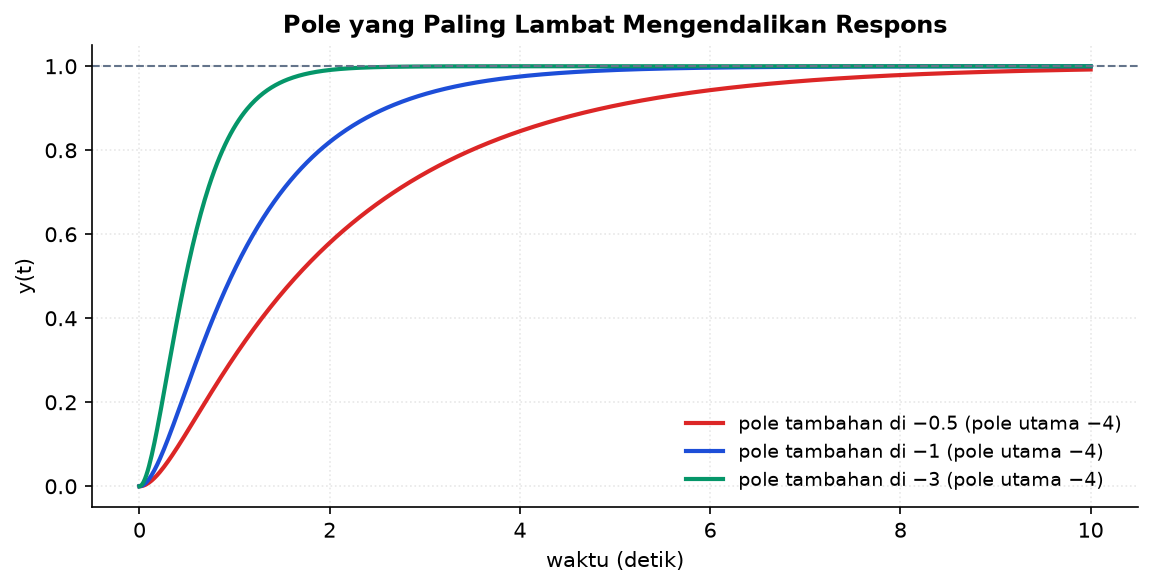 Pole yang Paling Lambat Mengendalikan Respons
y(t)
1.0
0.8
0.6
0.4
0.2
0.0
pole tambahan di −0.5 (pole utama −4)
pole tambahan di −1 (pole utama −4)
pole tambahan di −3 (pole utama −4)
0 2 4 6 8 10
waktu (detik)